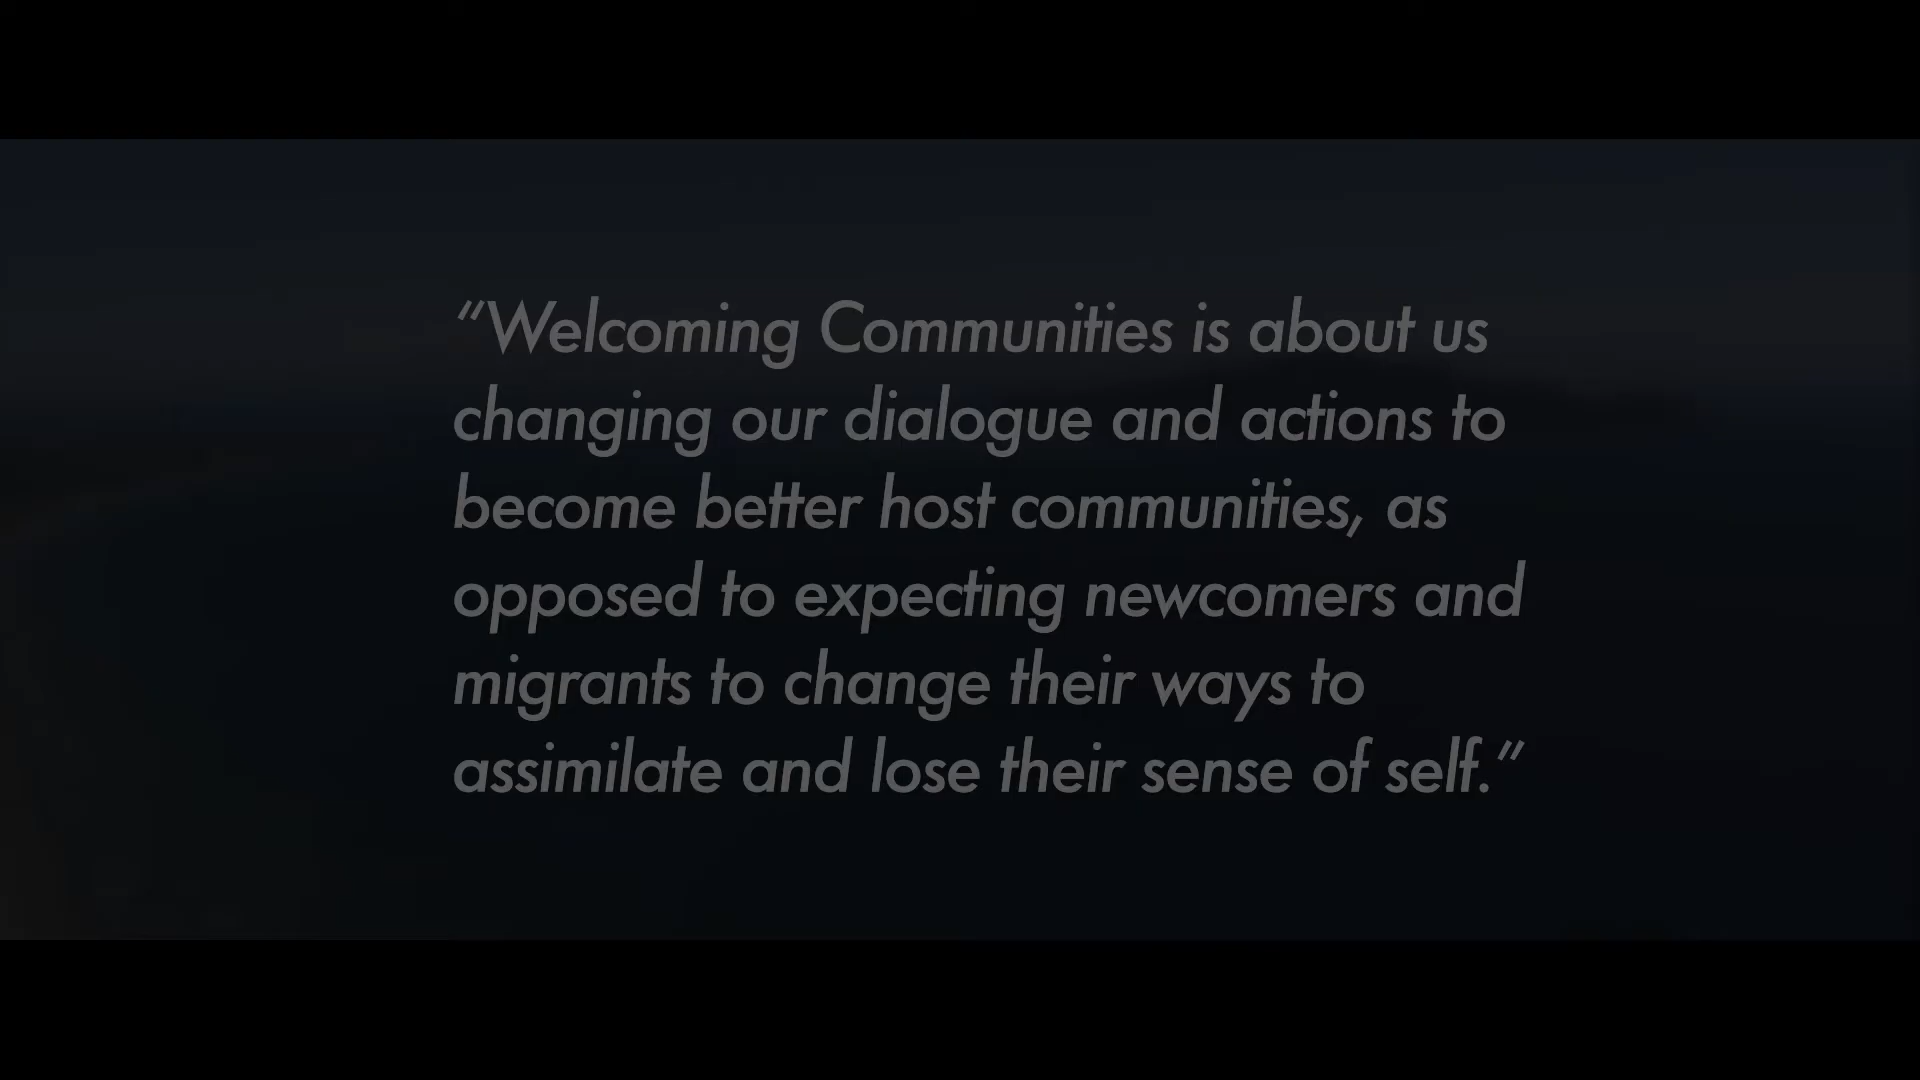 “Welcoming Communities is about us
changing our dialogue and actions to
become better host communities, as
opposed to expecting newcomers and
migrants to change their ways to
assimilate and lose their sense of self.”